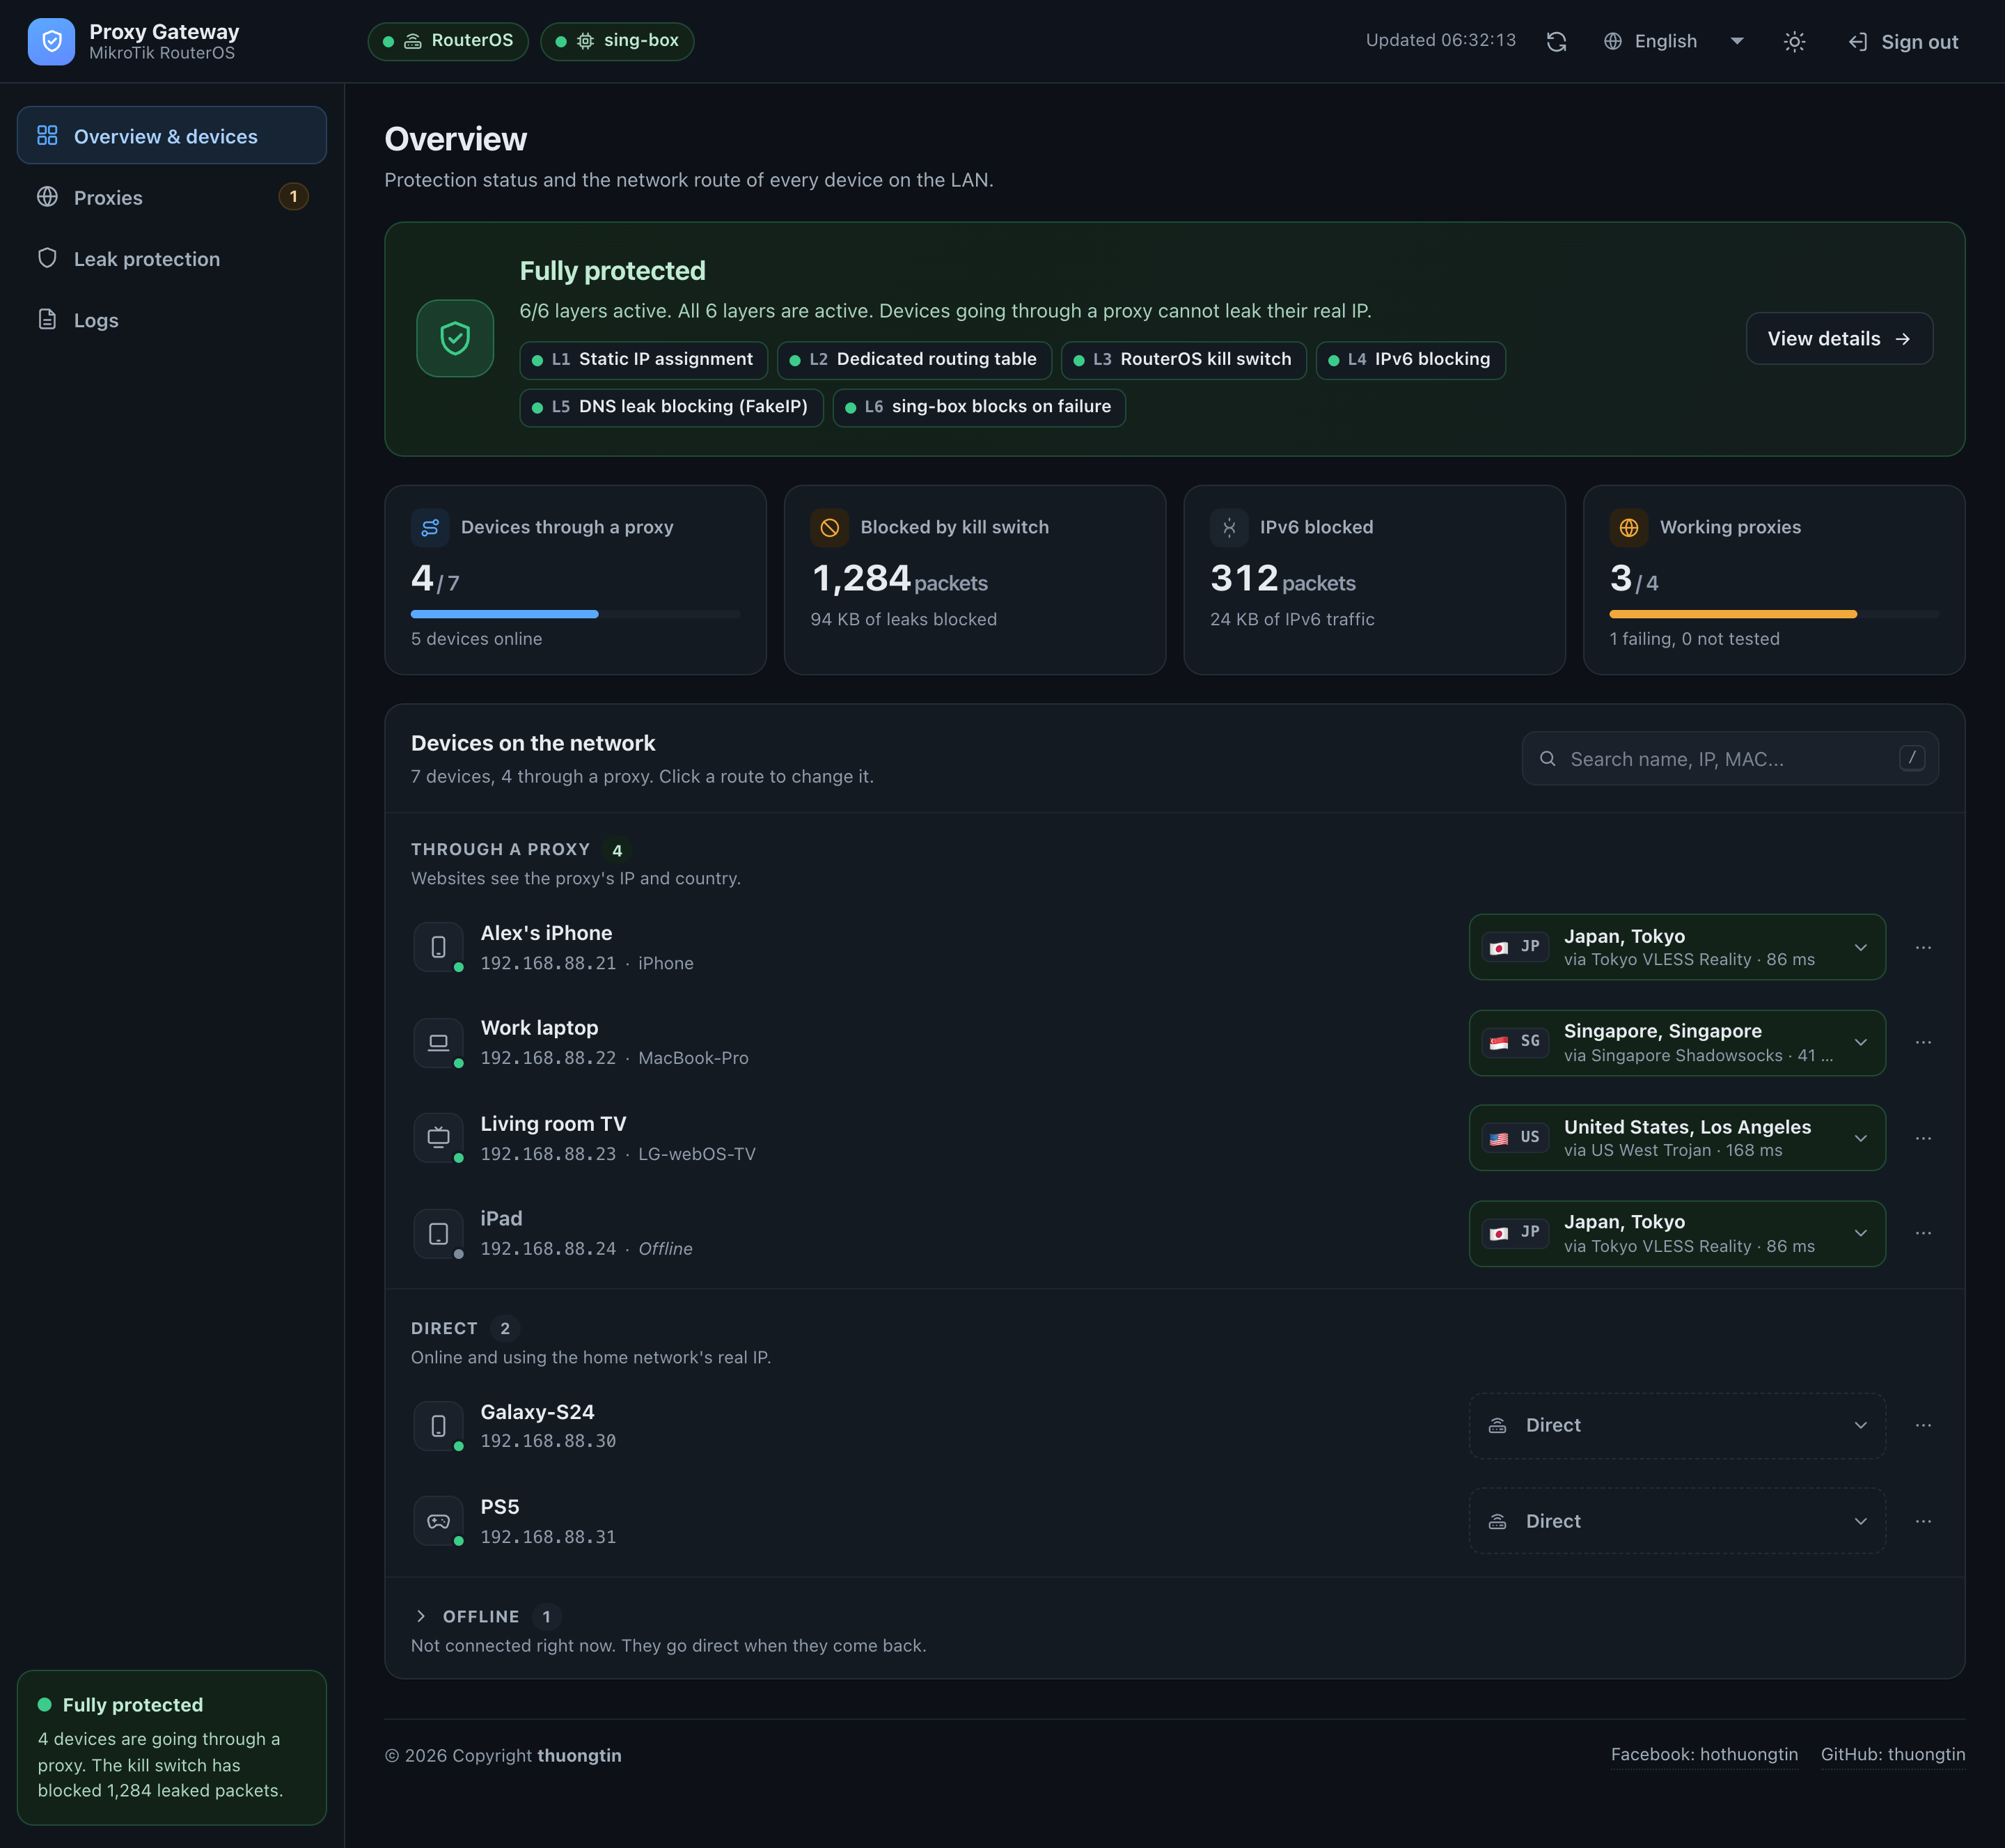 Proxy Gateway
MikroTik RouterOS
RouterOS
sing-box
Updated 06:32:13
English
Sign out
Overview & devices
Proxies
1
Leak protection
Logs
Overview
Protection status and the network route of every device on the LAN.
Fully protected
6/6 layers active. All 6 layers are active. Devices going through a proxy cannot leak their real IP.
L1 Static IP assignment
L2 Dedicated routing table
L3 RouterOS kill switch
L4 IPv6 blocking
L5 DNS leak blocking (FakeIP)
L6 sing-box blocks on failure
View details
Devices through a proxy
4/ 7
5 devices online
Blocked by kill switch
1,284 packets
94 KB of leaks blocked
IPv6 blocked
312 packets
24 KB of IPv6 traffic
Working proxies
3/ 4
1 failing, 0 not tested
Devices on the network
7 devices, 4 through a proxy. Click a route to change it.
Search name, IP, MAC...
/
THROUGH A PROXY 4
Websites see the proxy's IP and country.
Alex's iPhone
192.168.88.21 · iPhone
JP
Japan, Tokyo
via Tokyo VLESS Reality · 86 ms
Work laptop
192.168.88.22 · MacBook-Pro
SG
Singapore, Singapore
via Singapore Shadowsocks · 41 ...
Living room TV
192.168.88.23 · LG-webOS-TV
US
United States, Los Angeles
via US West Trojan · 168 ms
iPad
192.168.88.24 · Offline
JP
Japan, Tokyo
via Tokyo VLESS Reality · 86 ms
DIRECT 2
Online and using the home network's real IP.
Galaxy-S24
192.168.88.30
Direct
PS5
192.168.88.31
Direct
OFFLINE 1
Not connected right now. They go direct when they come back.
Fully protected
4 devices are going through a
proxy. The kill switch has
blocked 1,284 leaked packets.
© 2026 Copyright thuongtin
Facebook: hothuongtin
GitHub: thuongtin